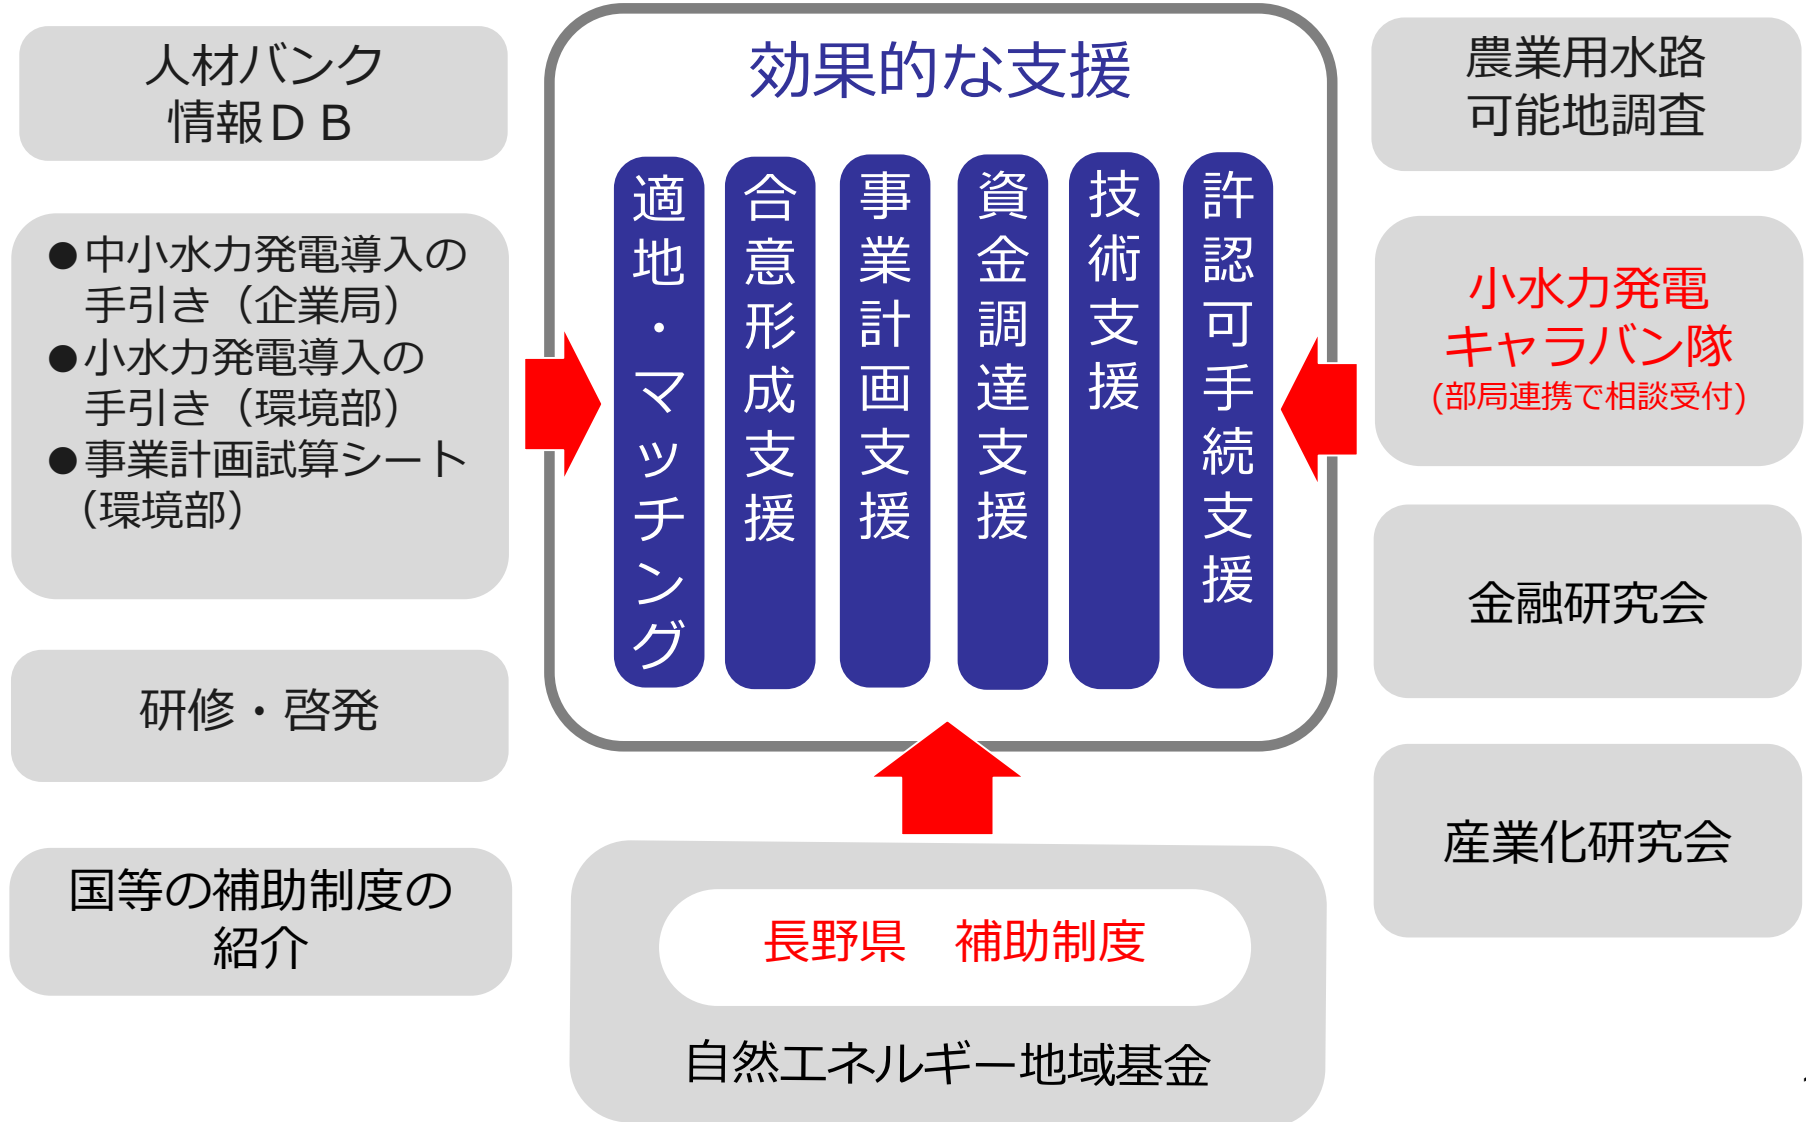 人材バンク
情報ＤＢ
●中小水力発電導入の
手引き（企業局）
●小水力発電導入の
手引き（環境部）
●事業計画試算シート
（環境部）
研修・啓発
国等の補助制度の
紹介
効果的な支援
適地・マッチング
合意形成支援
事業計画支援
資金調達支援
技術支援
許認可手続支援
長野県　補助制度
自然エネルギー地域基金
農業用水路
可能地調査
小水力発電
キャラバン隊
(部局連携で相談受付)
金融研究会
産業化研究会